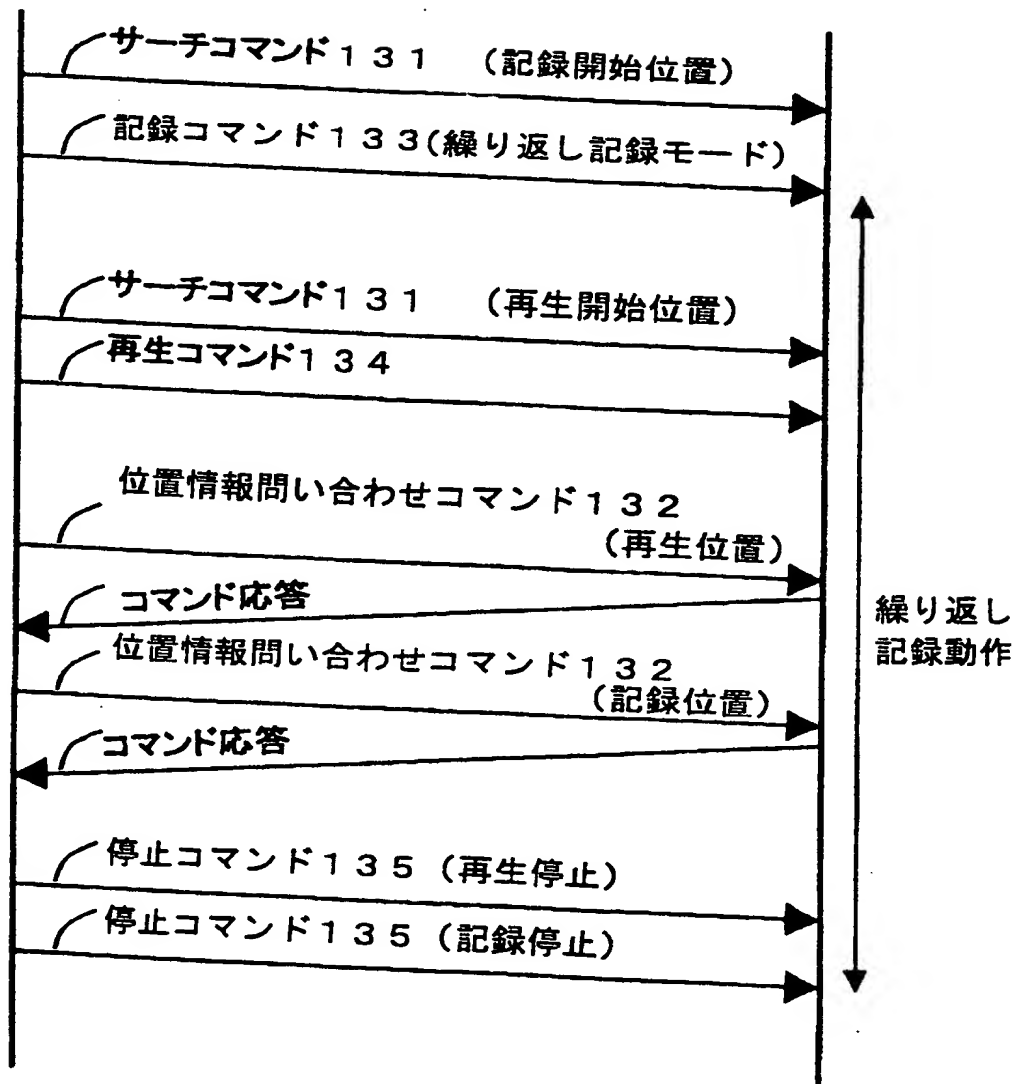 サーチコマンド１３１　（記録開始位置）
記録コマンド１３３(繰り返し記録モード)
サーチコマンド１３１　（再生開始位置）
再生コマンド１３４
位置情報問い合わせコマンド１３２
（再生位置）
コマンド応答
位置情報問い合わせコマンド１３２
（記録位置）
コマンド応答
停止コマンド１３５（再生停止）
停止コマンド１３５（記録停止）
繰り返し
記録動作